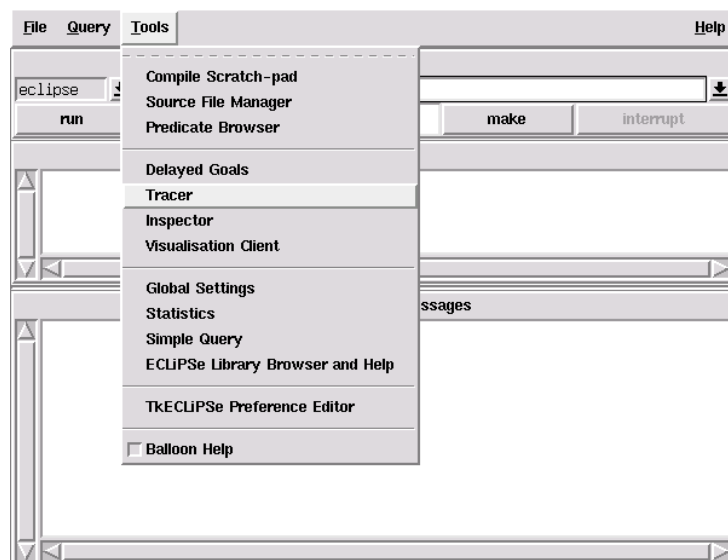 File Query Tools Help
eclipse
run make interrupt
Compile Scratch-pad
Source File Manager
Predicate Browser
Delayed Goals
Tracer
Inspector
Visualisation Client
Global Settings
ssages
Statistics
Simple Query
ECLiPSe Library Browser and Help
TkECLiPSe Preference Editor
Balloon Help